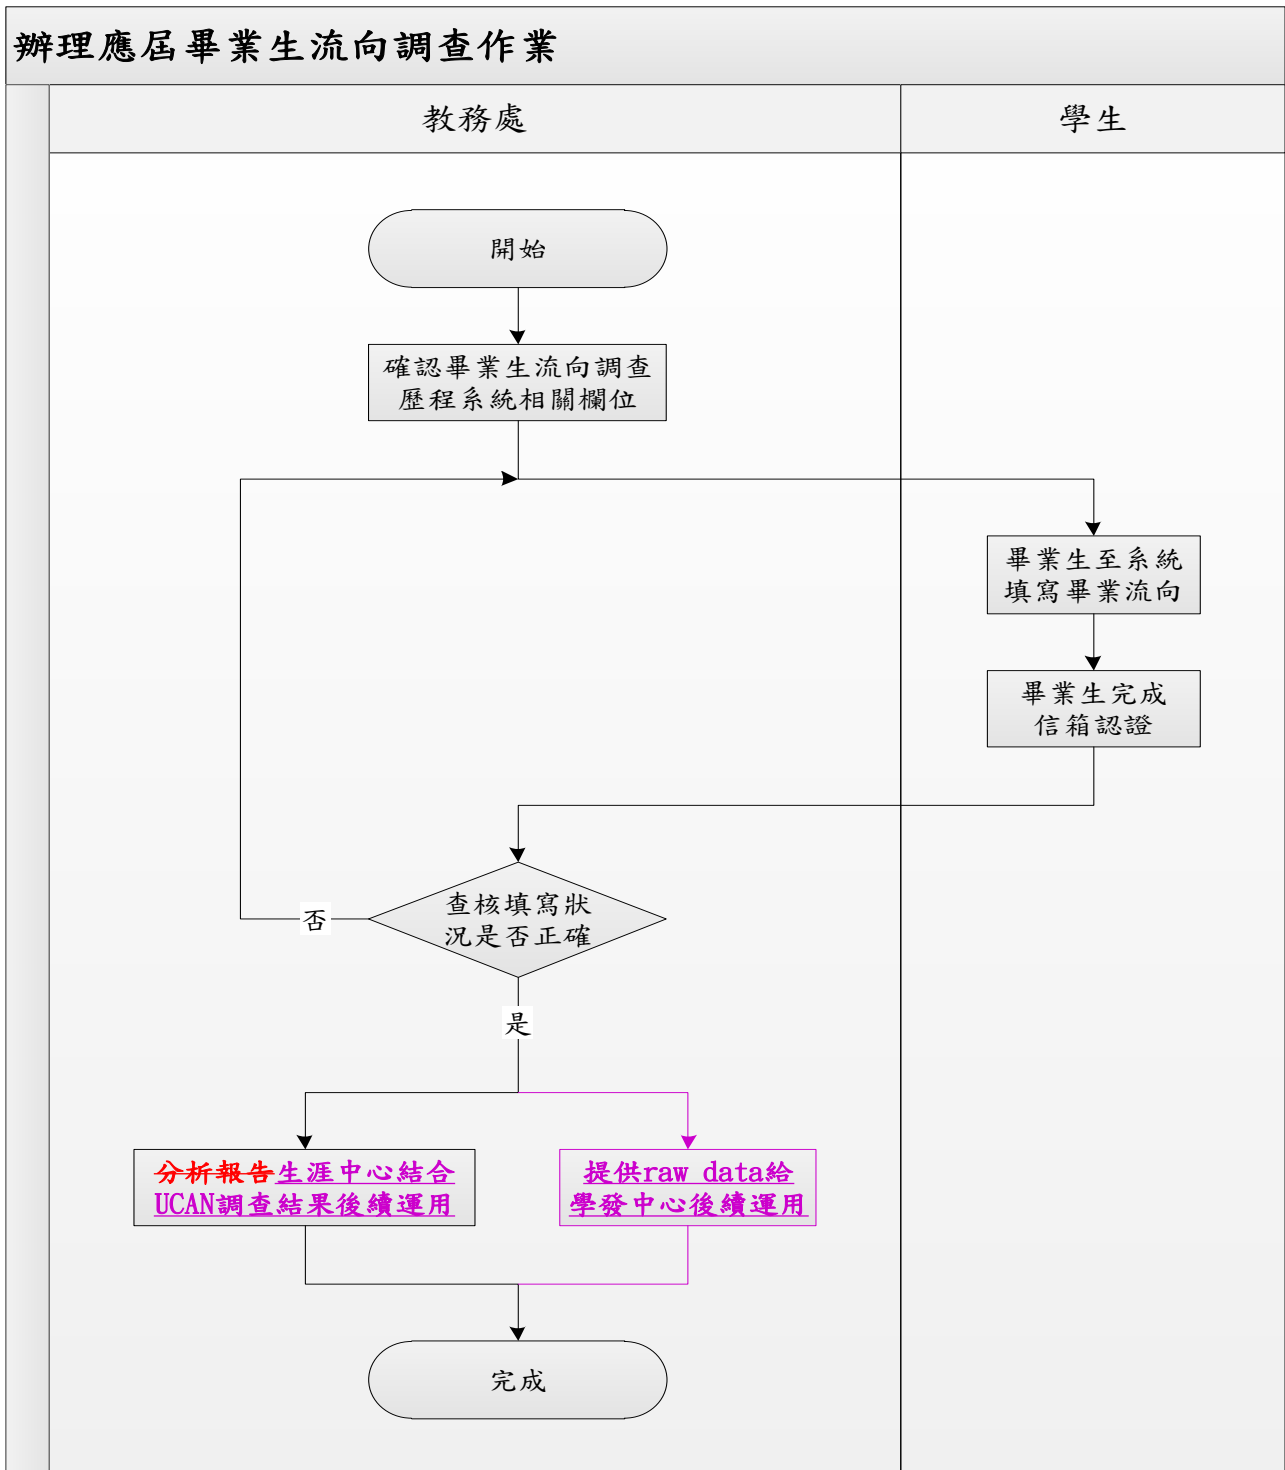 辦理應屆畢業生流向調查作業
教務處
學生
開始
確認畢業生流向調查
歷程系統相關欄位
畢業生至系統
填寫畢業流向
畢業生完成
信箱認證
查核填寫狀
況是否正確
否
是
分析報告生涯中心結合
UCAN調查結果後續運用
提供raw data給
學發中心後續運用
完成